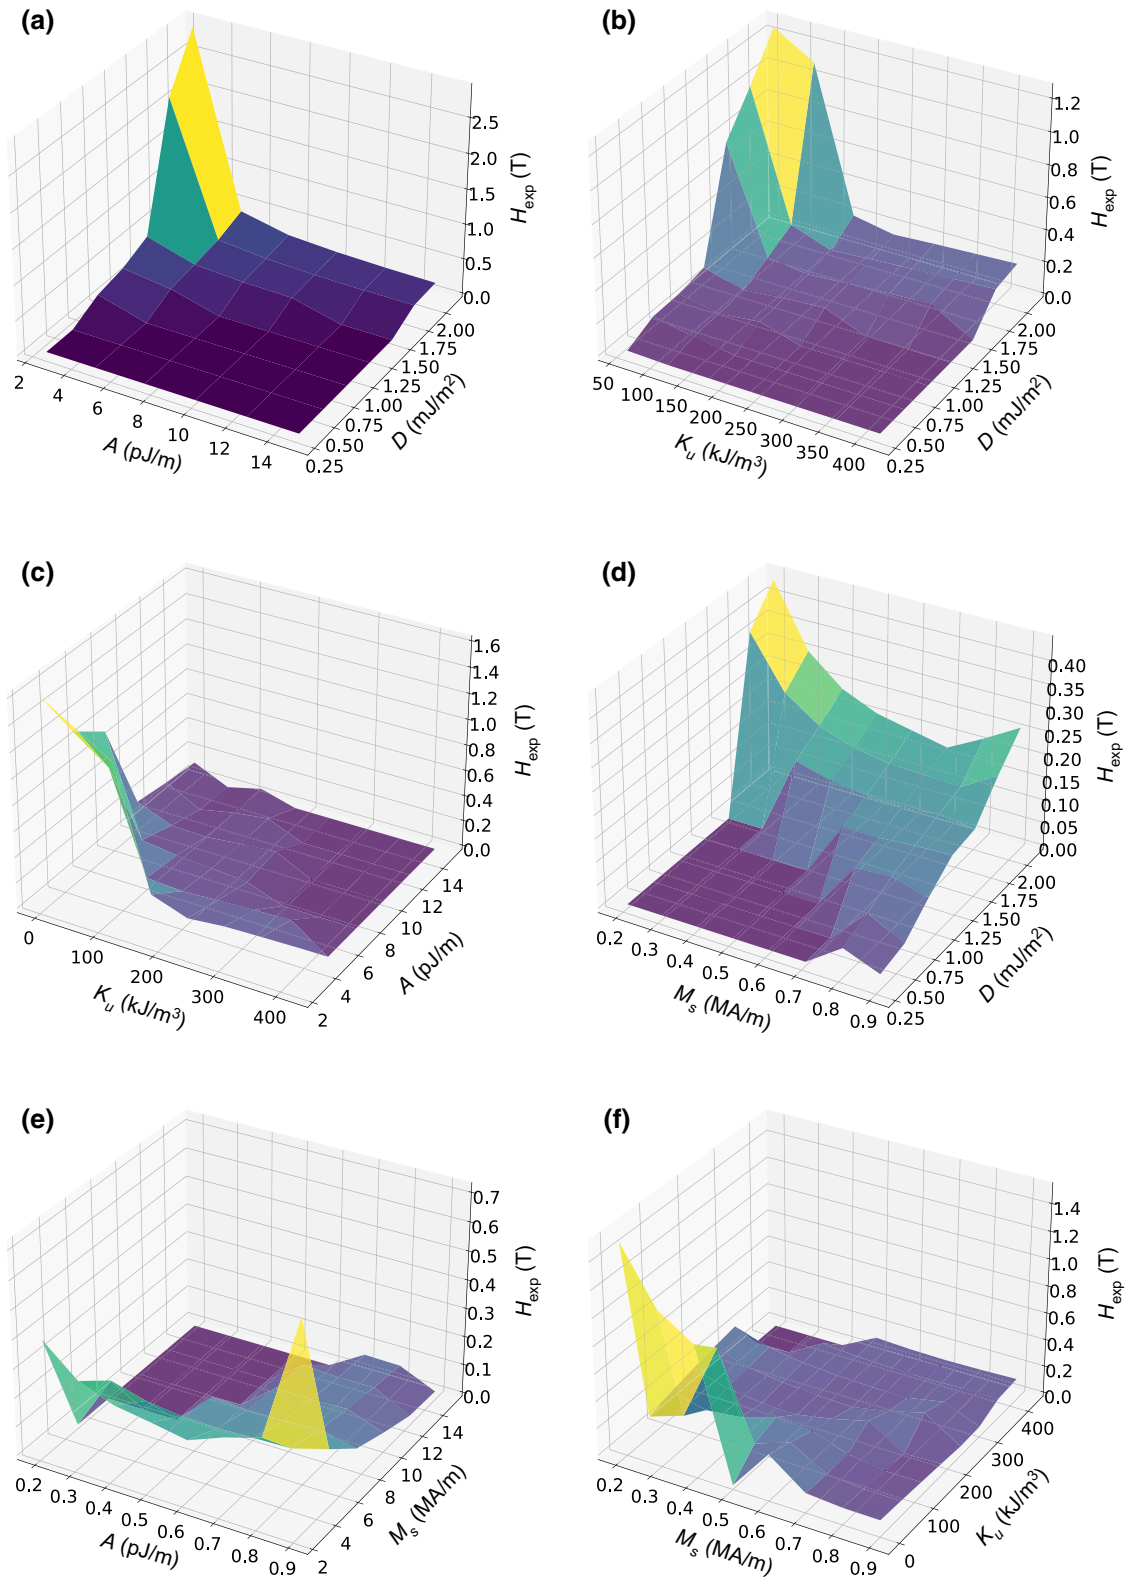 (a)
2.5
2.0
1.5
1.0
0.5
0.0
H_exp (T)
2 4 6 8 10 12 14
A (pJ/m)
0.25 0.50 0.75 1.00 1.25 1.50 1.75 2.00
D (mJ/m²)
(b)
1.2
1.0
0.8
0.6
0.4
0.2
0.0
H_exp (T)
50 100 150 200 250 300 350 400
K_u (kJ/m³)
0.25 0.50 0.75 1.00 1.25 1.50 1.75 2.00
D (mJ/m²)
(c)
1.6
1.4
1.2
1.0
0.8
0.6
0.4
0.2
0.0
H_exp (T)
0 100 200 300 400
K_u (kJ/m³)
2 4 6 8 10 12 14
A (pJ/m)
(d)
0.40
0.35
0.30
0.25
0.20
0.15
0.10
0.05
0.00
H_exp (T)
0.2 0.3 0.4 0.5 0.6 0.7 0.8 0.9
M_s (MA/m)
0.25 0.50 0.75 1.00 1.25 1.50 1.75 2.00
D (mJ/m²)
(e)
0.7
0.6
0.5
0.4
0.3
0.2
0.1
0.0
H_exp (T)
0.2 0.3 0.4 0.5 0.6 0.7 0.8 0.9
A (pJ/m)
2 4 6 8 10 12 14
M_s (MA/m)
(f)
1.4
1.2
1.0
0.8
0.6
0.4
0.2
0.0
H_exp (T)
0.2 0.3 0.4 0.5 0.6 0.7 0.8 0.9
M_s (MA/m)
0 100 200 300 400
K_u (kJ/m³)